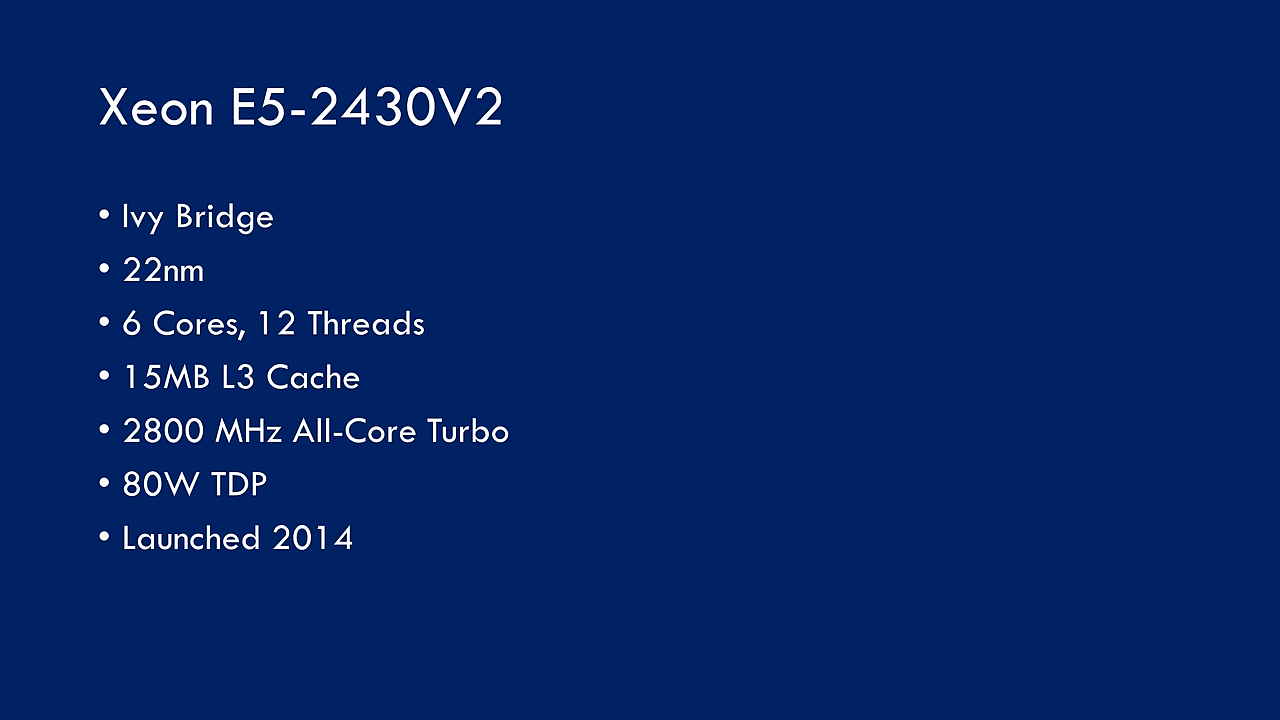 Xeon E5-2430V2
• Ivy Bridge
• 22nm
• 6 Cores, 12 Threads
• 15MB L3 Cache
• 2800 MHz All-Core Turbo
• 80W TDP
• Launched 2014